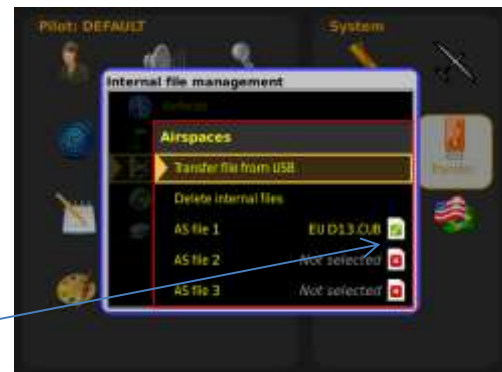 Pilot: DEFAULT
System
Internal file management
Airspaces
Transfer file from USB
Delete internal files
AS file 1 EU D13.CUB
AS file 2 Not selected
AS file 3 Not selected